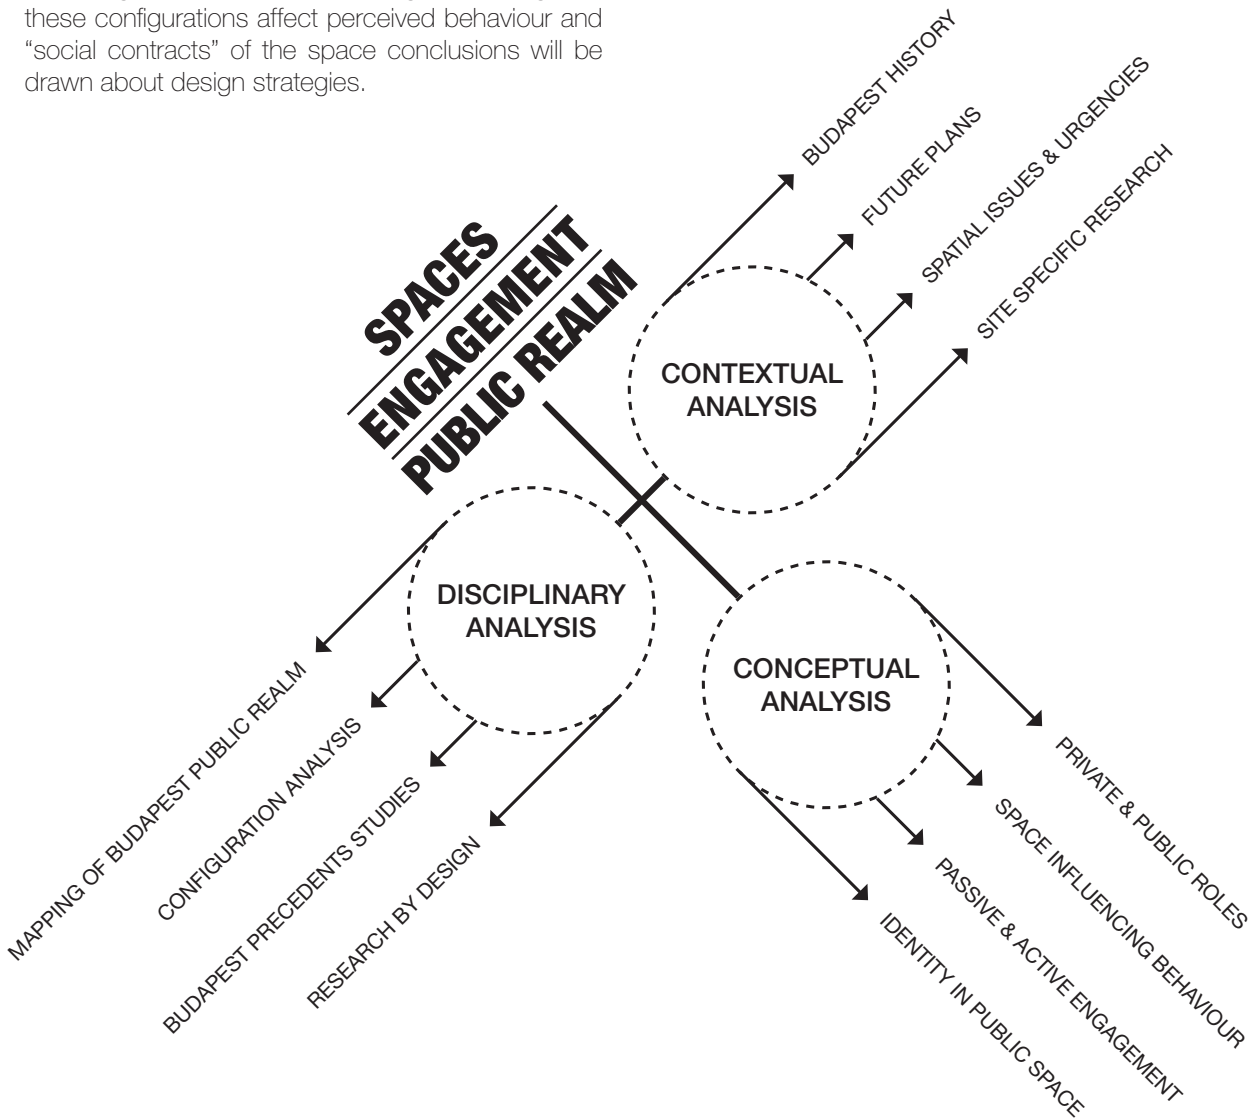 these configurations affect perceived behaviour and
“social contracts” of the space conclusions will be
drawn about design strategies.
SPACES
ENGAGEMENT
PUBLIC REALM
CONTEXTUAL
ANALYSIS
BUDAPEST HISTORY
FUTURE PLANS
SPATIAL ISSUES & URGENCIES
SITE SPECIFIC RESEARCH
DISCIPLINARY
ANALYSIS
MAPPING OF BUDAPEST PUBLIC REALM
CONFIGURATION ANALYSIS
BUDAPEST PRECEDENTS STUDIES
RESEARCH BY DESIGN
CONCEPTUAL
ANALYSIS
PRIVATE & PUBLIC ROLES
SPACE INFLUENCING BEHAVIOUR
PASSIVE & ACTIVE ENGAGEMENT
IDENTITY IN PUBLIC SPACE